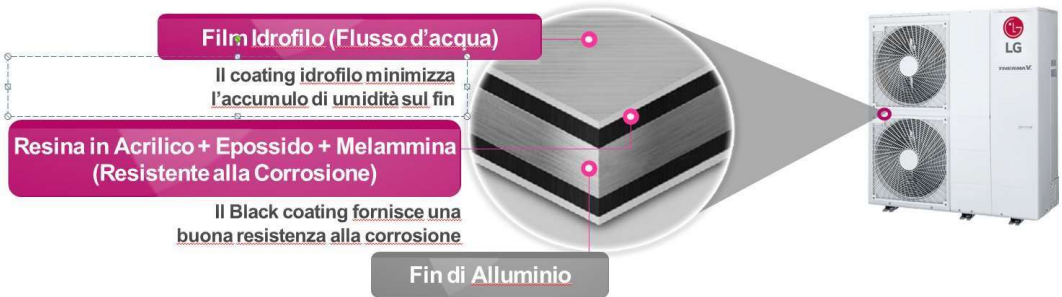 Film Idrofilo (Flusso d'acqua)
Il coating idrofilo minimizza
l'accumulo di umidità sul fin
Resina in Acrilico + Epossido + Melammina
(Resistente alla Corrosione)
Il Black coating fornisce una
buona resistenza alla corrosione
Fin di Alluminio
LG
THERMA V.